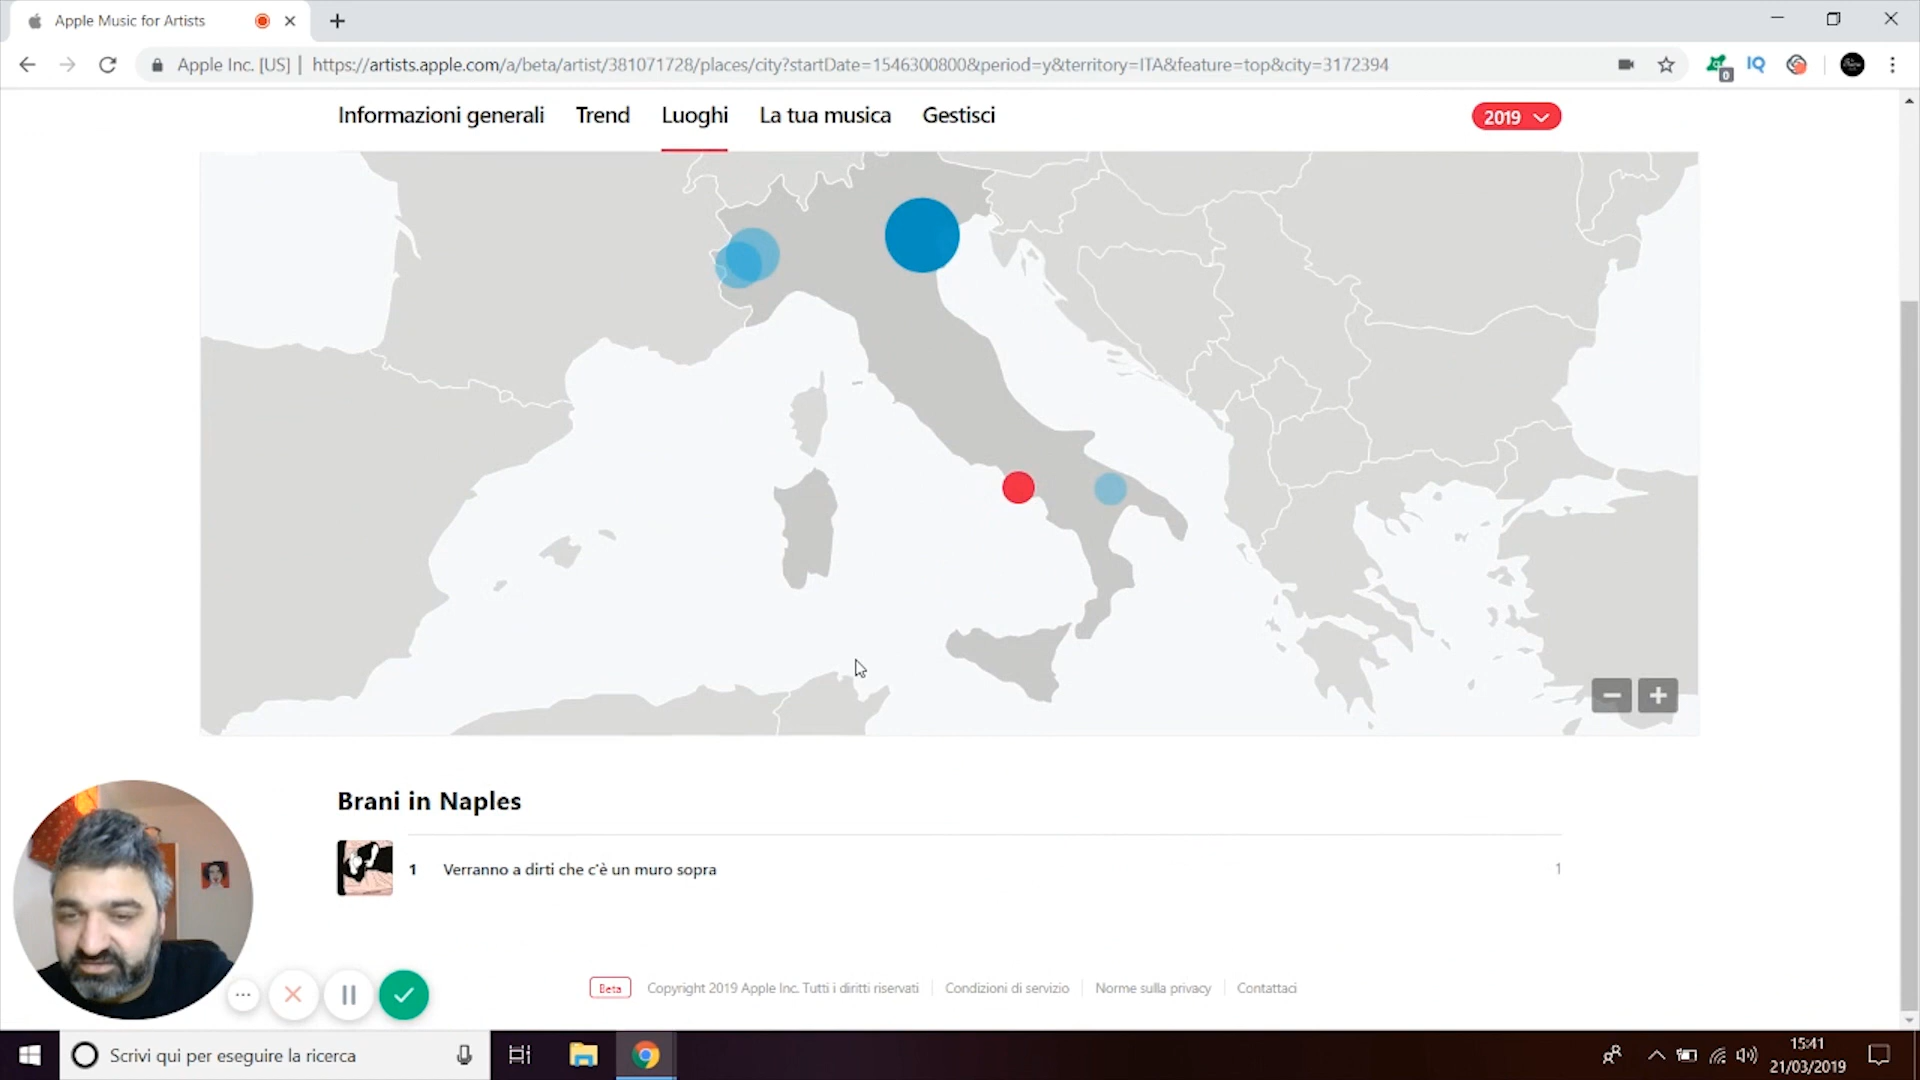 Apple Music for Artists
Apple Inc. [US] | https://artists.apple.com/a/beta/artist/381071728/places/city?startDate=1546300800&period=y&territory=ITA&feature=top&city=3172394
0
IQ
Informazioni generali Trend Luoghi La tua musica Gestisci 2019
Brani in Naples
1 Verranno a dirti che c'è un muro sopra 1
Beta Copyright 2019 Apple Inc. Tutti i diritti riservati Condizioni di servizio Norme sulla privacy Contattaci
Scrivi qui per eseguire la ricerca
15:41
21/03/2019